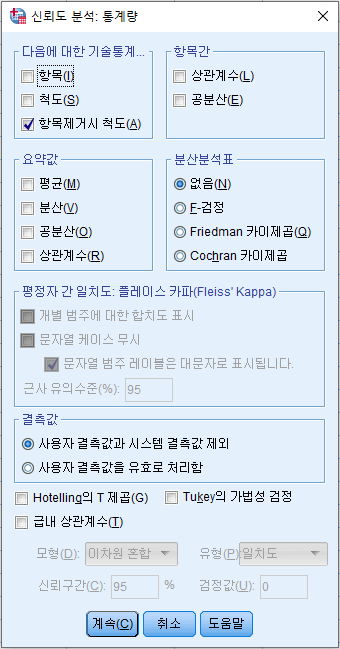 신뢰도 분석: 통계량
다음에 대한 기술통계...
항목(I)
척도(S)
항목제거시 척도(A)
항목간
상관계수(L)
공분산(E)
요약값
평균(M)
분산(V)
공분산(O)
상관계수(R)
분산분석표
없음(N)
F-검정
Friedman 카이제곱(Q)
Cochran 카이제곱
평정자 간 일치도: 플레이스 카파(Fleiss' Kappa)
개별 범주에 대한 합치도 표시
문자열 케이스 무시
문자열 범주 레이블은 대문자로 표시됩니다.
근사 유의수준(%): 95
결측값
사용자 결측값과 시스템 결측값 제외
사용자 결측값을 유효로 처리함
Hotelling의 T 제곱(G) Tukey의 가법성 검정
급내 상관계수(T)
모형(D): 이차원 혼합 유형(P): 일치도
신뢰구간(C): 95 % 검정값(U): 0
계속(C) 취소 도움말